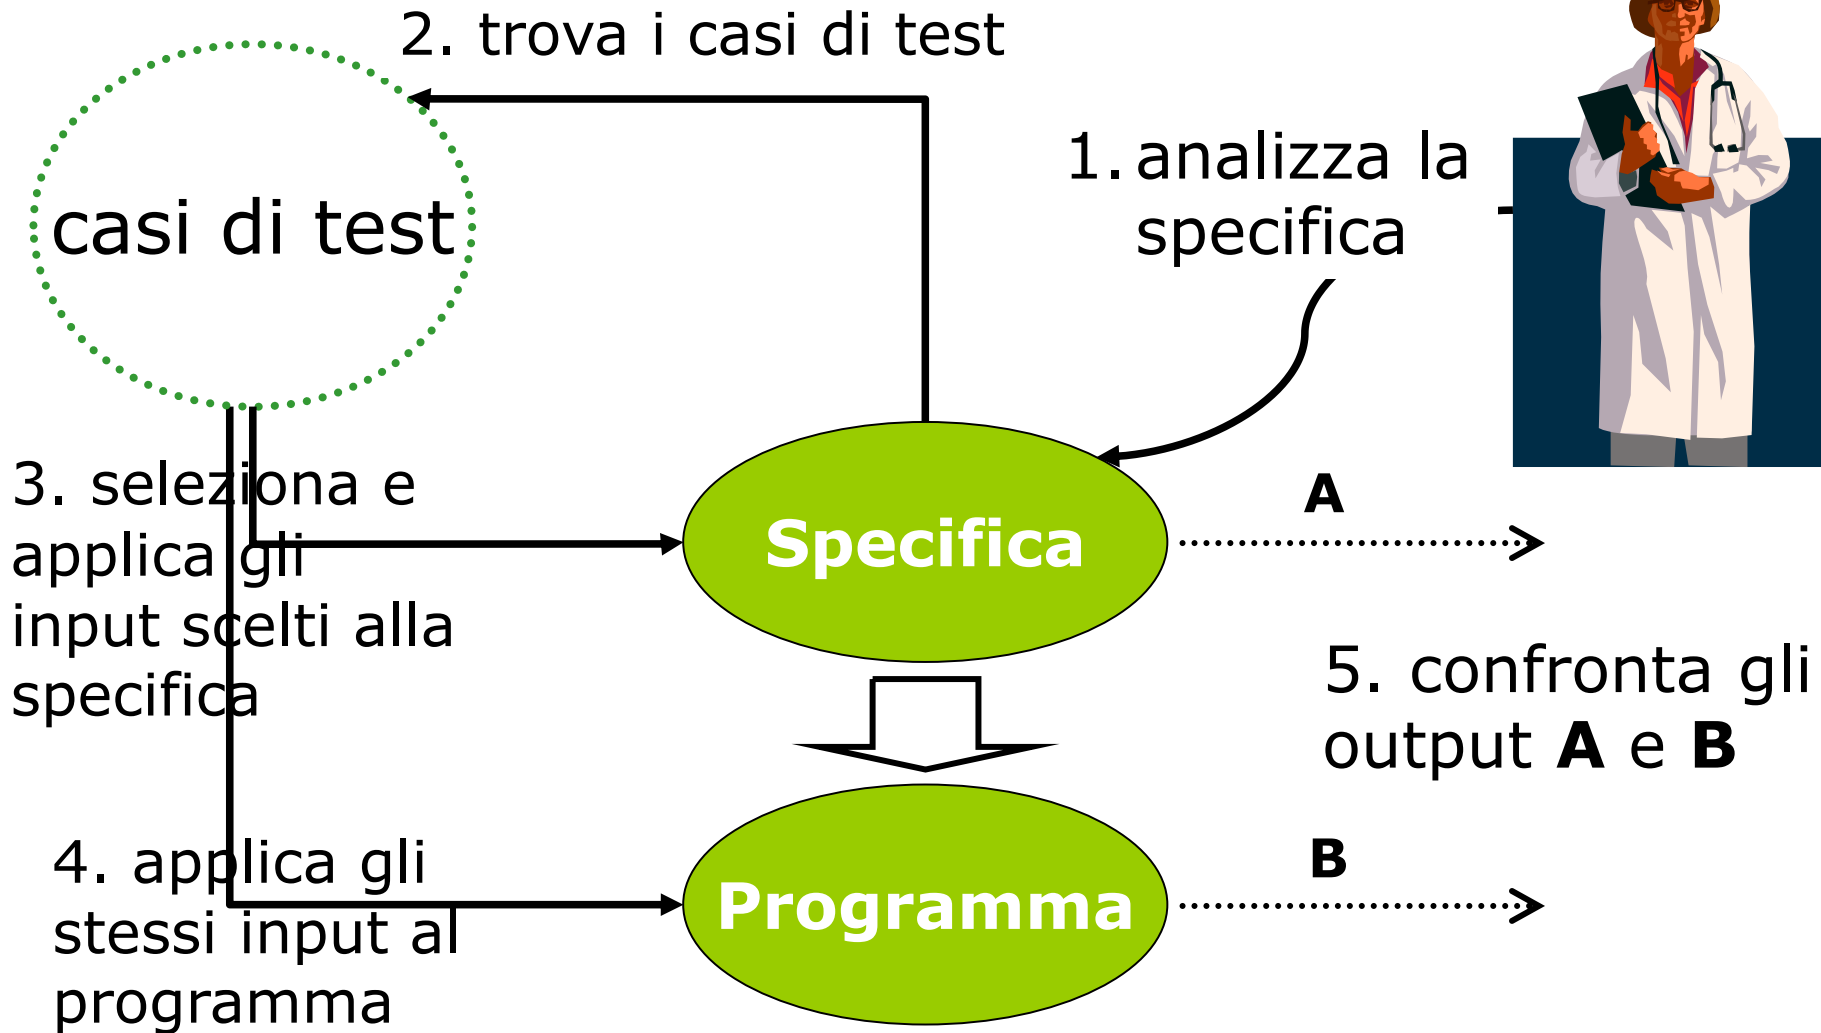 2. trova i casi di test
1. analizza la
specifica
casi di test
3. seleziona e
applica gli
input scelti alla
specifica
A
Specifica
5. confronta gli
output A e B
4. applica gli
stessi input al
programma
B
Programma